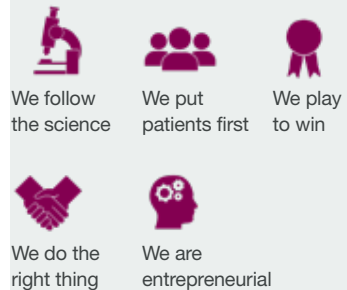 We follow
the science
We put
patients first
We play
to win
We do the
right thing
We are
entrepreneurial